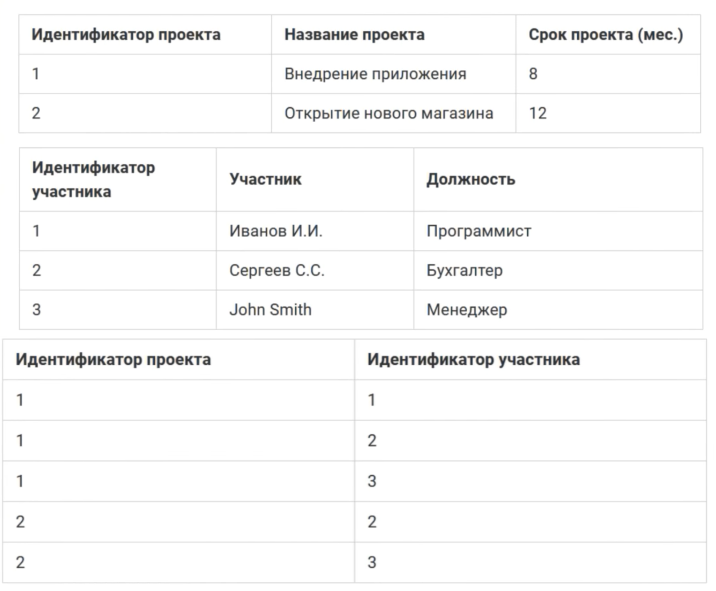 Идентификатор проекта Название проекта Срок проекта (мес.)
1 Внедрение приложения 8
2 Открытие нового магазина 12
Идентификатор участника Участник Должность
1 Иванов И.И. Программист
2 Сергеев С.С. Бухгалтер
3 John Smith Менеджер
Идентификатор проекта Идентификатор участника
1 1
1 2
1 3
2 2
2 3